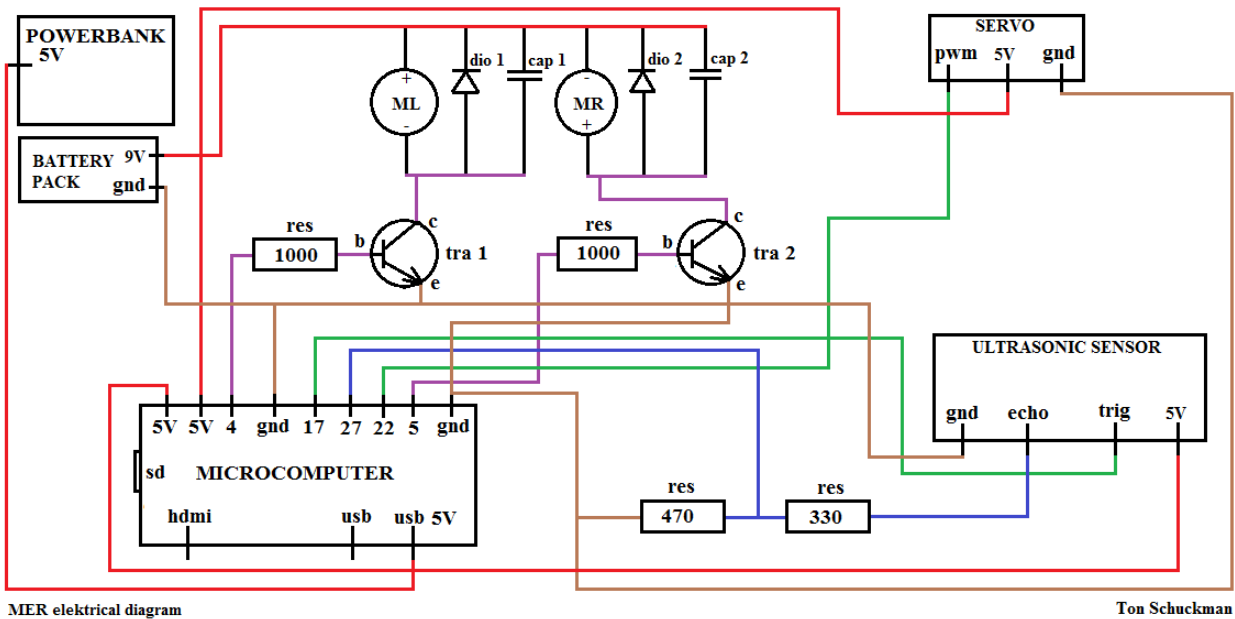 POWERBANK
5V
BATTERY
PACK
9V
gnd
+
ML
-
dio 1
cap 1
-
MR
+
dio 2
cap 2
SERVO
pwm 5V gnd
res
1000
b
c
e
tra 1
res
1000
b
c
e
tra 2
ULTRASONIC SENSOR
gnd echo trig 5V
5V 5V 4 gnd 17 27 22 5 gnd
sd
MICROCOMPUTER
hdmi usb usb 5V
res
470
res
330
MER elektrical diagram
Ton Schuckman